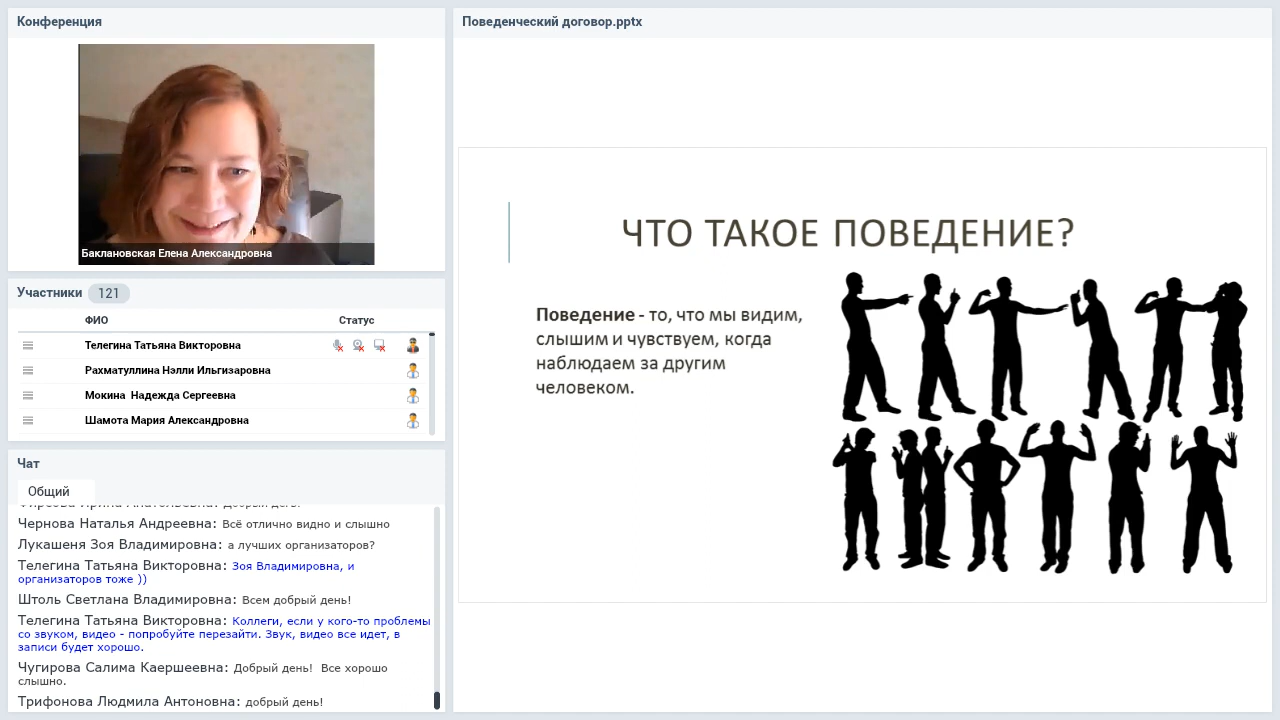 Конференция
Баклановская Елена Александровна
Участники 121
ФИО Статус
Телегина Татьяна Викторовна
Рахматуллина Нэлли Ильгизаровна
Мокина Надежда Сергеевна
Шамота Мария Александровна
Чат
Общий
Чернова Наталья Андреевна: Всё отлично видно и слышно
Лукашеня Зоя Владимировна: а лучших организаторов?
Телегина Татьяна Викторовна: Зоя Владимировна, и
организаторов тоже ))
Штоль Светлана Владимировна: Всем добрый день!
Телегина Татьяна Викторовна: Коллеги, если у кого-то проблемы
со звуком, видео - попробуйте перезайти. Звук, видео все идет, в
записи будет хорошо.
Чугирова Салима Каершеевна: Добрый день! Все хорошо
слышно.
Трифонова Людмила Антоновна: добрый день!
Поведенческий договор.pptx
ЧТО ТАКОЕ ПОВЕДЕНИЕ?
Поведение - то, что мы видим,
слышим и чувствуем, когда
наблюдаем за другим
человеком.